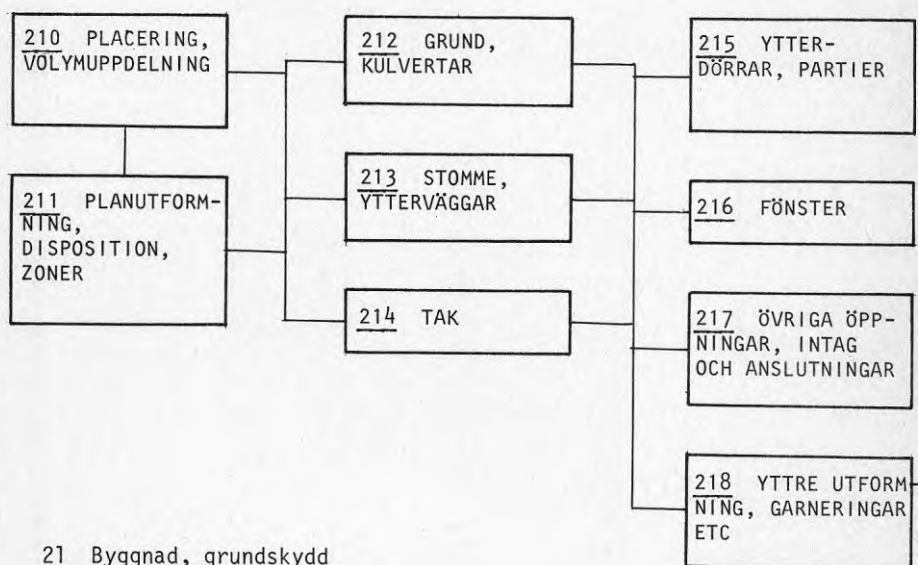 210 PLACERING,
VOLYMUPPDELNING
211 PLANUTFORM-
NING,
DISPOSITION,
ZONER
212 GRUND,
KULVERTAR
213 STOMME,
YTTERVÄGGAR
214 TAK
215 YTTER-
DÖRRAR, PARTIER
216 FÖNSTER
217 ÖVRIGA ÖPP-
NINGAR, INTAG
OCH ANSLUTNINGAR
218 YTTRE UTFORM
NING, GARNERINGAR
ETC
21 Byggnad, grundskydd